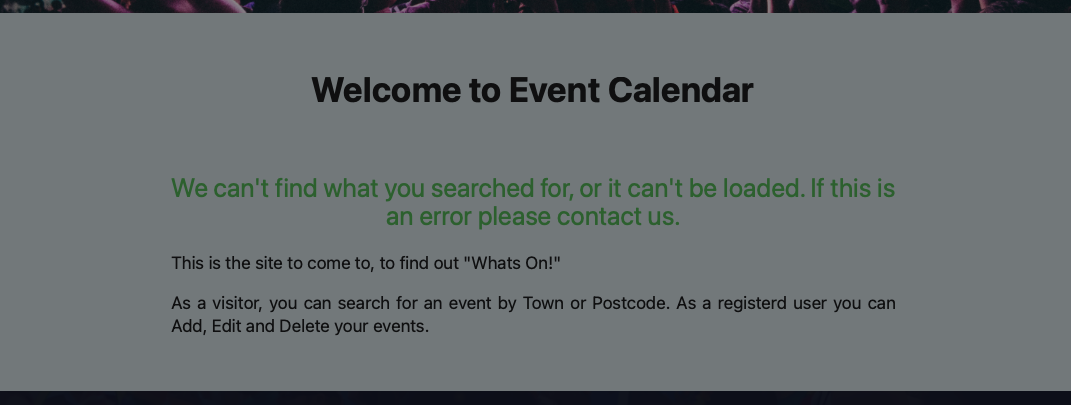 Welcome to Event Calendar
We can't find what you searched for, or it can't be loaded. If this is
an error please contact us.
This is the site to come to, to find out "Whats On!"
As a visitor, you can search for an event by Town or Postcode. As a registerd user you can
Add, Edit and Delete your events.